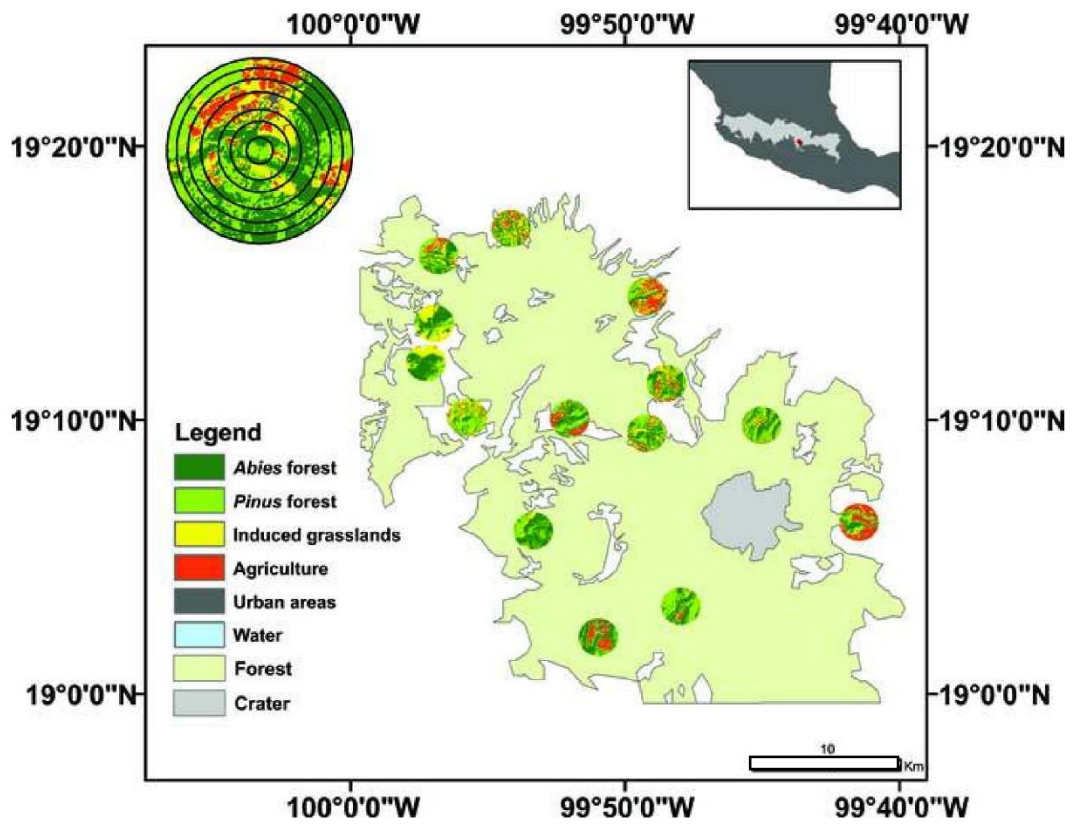 100°0'0"W 99°50'0"W 99°40'0"W
19°20'0"N 19°20'0"N
19°10'0"N 19°10'0"N
Legend
Abies forest
Pinus forest
Induced grasslands
Agriculture
Urban areas
Water
Forest
Crater
19°0'0"N 19°0'0"N
10
Km
100°0'0"W 99°50'0"W 99°40'0"W